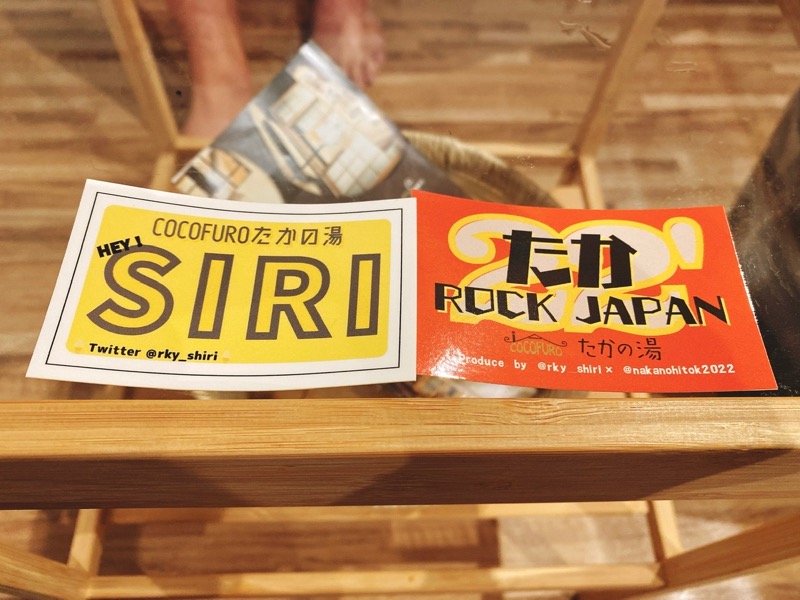 COCOFUROたかの湯
HEY!
SIRI
Twitter @rky_shiri
22'
たか
ROCK JAPAN
COCOFURO たかの湯
Produce by @rky_shiri× @nakanohitok2022